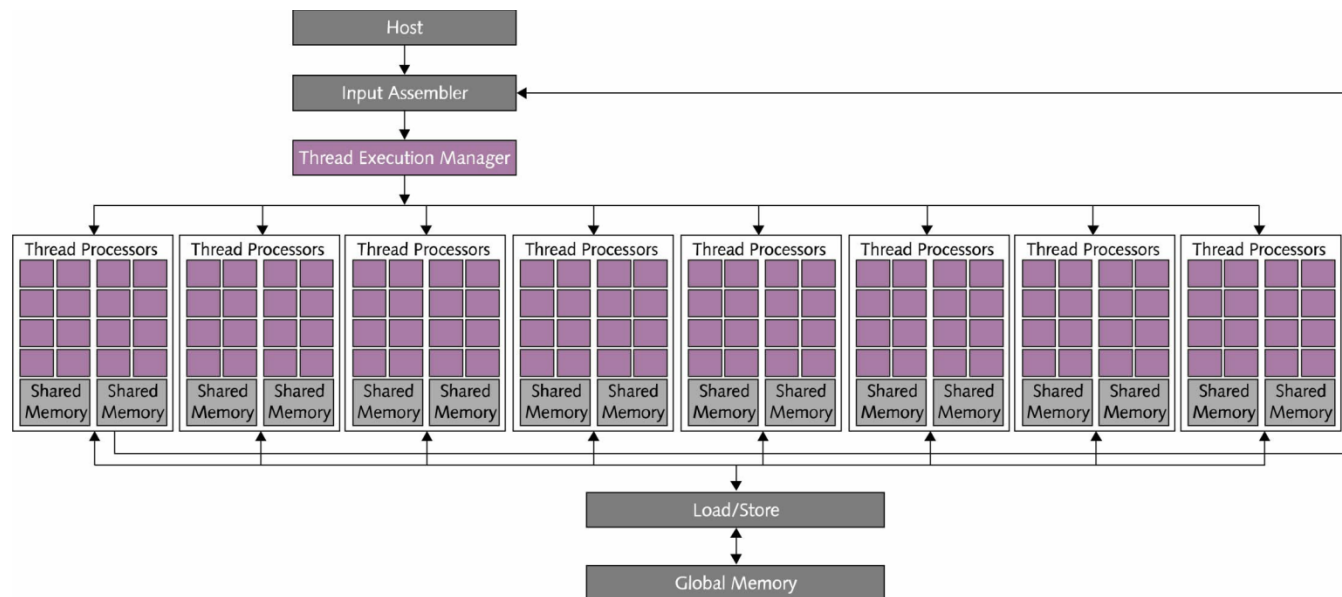 Host
Input Assembler
Thread Execution Manager
Thread Processors
Thread Processors
Thread Processors
Thread Processors
Thread Processors
Thread Processors
Thread Processors
Thread Processors
Shared
Memory
Shared
Memory
Shared
Memory
Shared
Memory
Shared
Memory
Shared
Memory
Shared
Memory
Shared
Memory
Shared
Memory
Shared
Memory
Shared
Memory
Shared
Memory
Shared
Memory
Shared
Memory
Shared
Memory
Shared
Memory
Load/Store
Global Memory